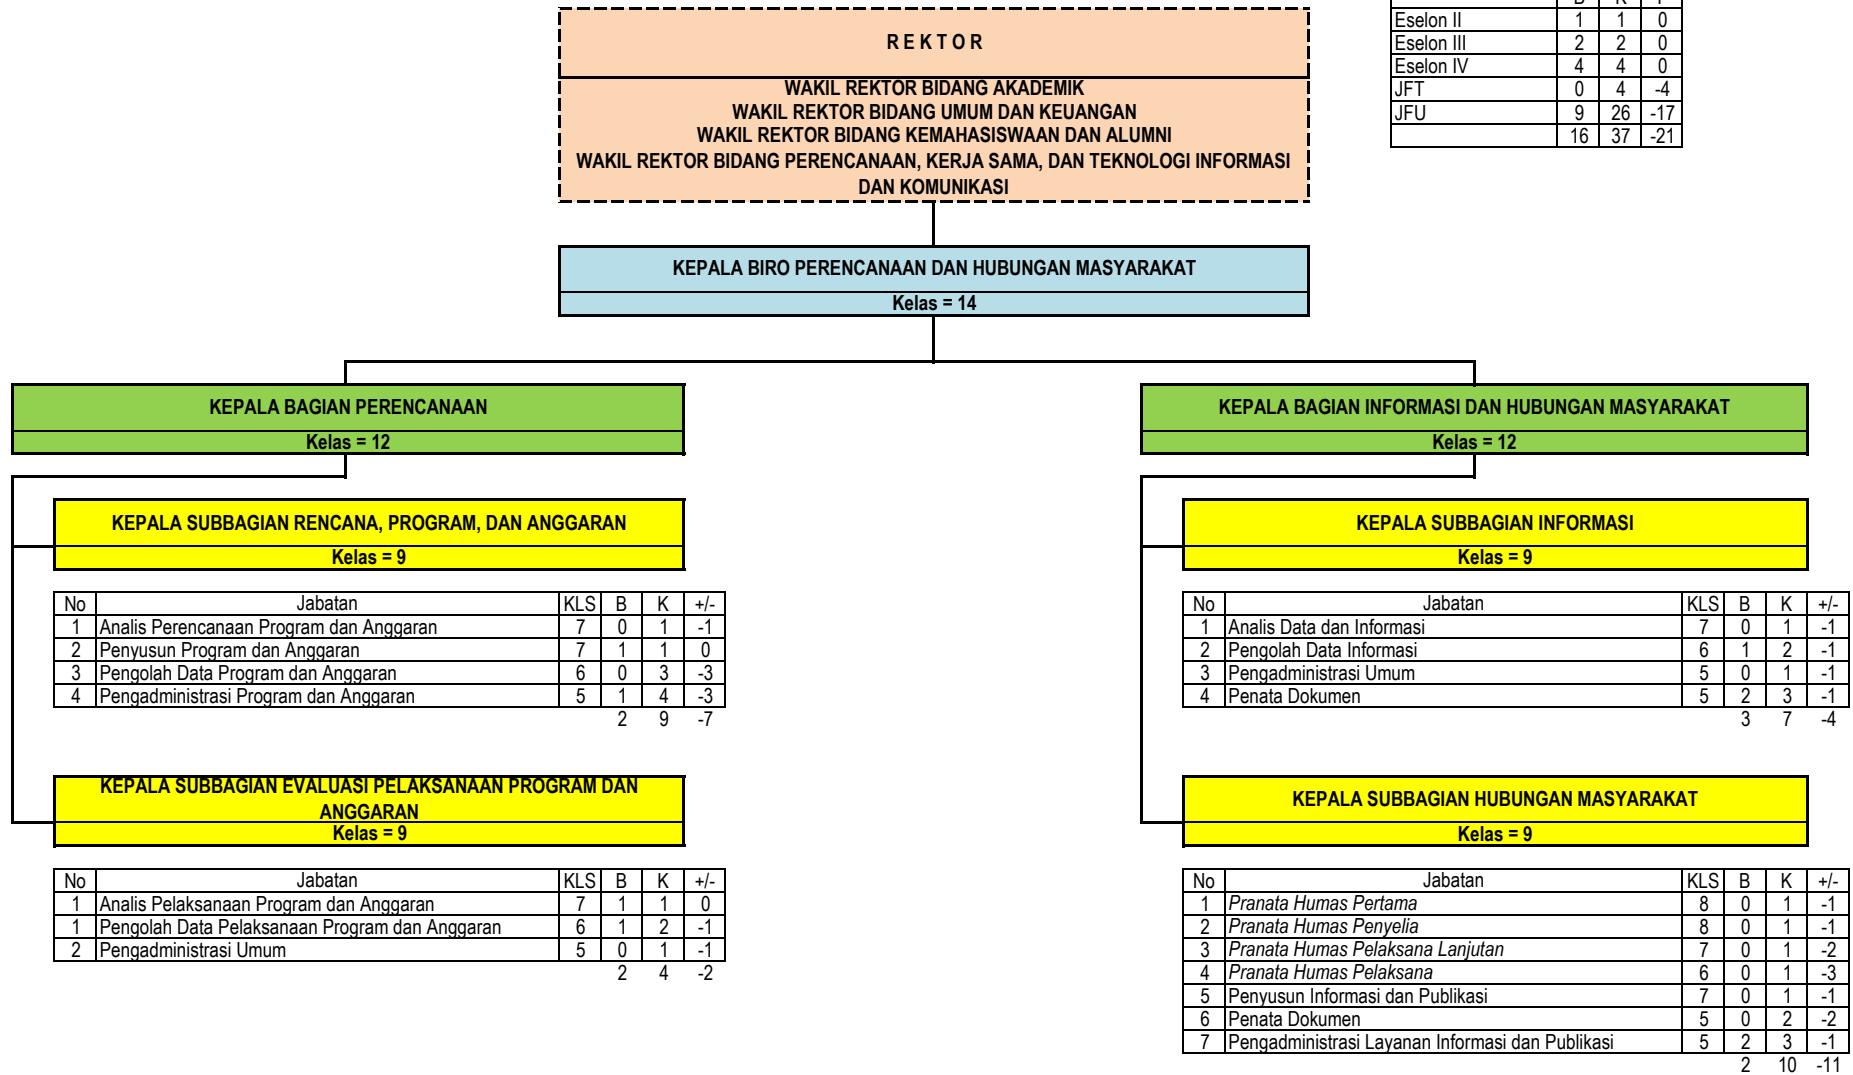 B K P
Eselon II 1 1 0
Eselon III 2 2 0
Eselon IV 4 4 0
JFT 0 4 -4
JFU 9 26 -17
16 37 -21
R E K T O R
WAKIL REKTOR BIDANG AKADEMIK
WAKIL REKTOR BIDANG UMUM DAN KEUANGAN
WAKIL REKTOR BIDANG KEMAHASISWAAN DAN ALUMNI
WAKIL REKTOR BIDANG PERENCANAAN, KERJA SAMA, DAN TEKNOLOGI INFORMASI
DAN KOMUNIKASI
KEPALA BIRO PERENCANAAN DAN HUBUNGAN MASYARAKAT
Kelas = 14
KEPALA BAGIAN PERENCANAAN
Kelas = 12
KEPALA SUBBAGIAN RENCANA, PROGRAM, DAN ANGGARAN
Kelas = 9
No Jabatan KLS B K +/-
1 Analis Perencanaan Program dan Anggaran 7 0 1 -1
2 Penyusun Program dan Anggaran 7 1 1 0
3 Pengolah Data Program dan Anggaran 6 0 3 -3
4 Pengadministrasi Program dan Anggaran 5 1 4 -3
2 9 -7
KEPALA SUBBAGIAN EVALUASI PELAKSANAAN PROGRAM DAN
ANGGARAN
Kelas = 9
No Jabatan KLS B K +/-
1 Analis Pelaksanaan Program dan Anggaran 7 1 1 0
1 Pengolah Data Pelaksanaan Program dan Anggaran 6 1 2 -1
2 Pengadministrasi Umum 5 0 1 -1
2 4 -2
KEPALA BAGIAN INFORMASI DAN HUBUNGAN MASYARAKAT
Kelas = 12
KEPALA SUBBAGIAN INFORMASI
Kelas = 9
No Jabatan KLS B K +/-
1 Analis Data dan Informasi 7 0 1 -1
2 Pengolah Data Informasi 6 1 2 -1
3 Pengadministrasi Umum 5 0 1 -1
4 Penata Dokumen 5 2 3 -1
3 7 -4
KEPALA SUBBAGIAN HUBUNGAN MASYARAKAT
Kelas = 9
No Jabatan KLS B K +/-
1 Pranata Humas Pertama 8 0 1 -1
2 Pranata Humas Penyelia 8 0 1 -1
3 Pranata Humas Pelaksana Lanjutan 7 0 1 -2
4 Pranata Humas Pelaksana 6 0 1 -3
5 Penyusun Informasi dan Publikasi 7 0 1 -1
6 Penata Dokumen 5 0 2 -2
7 Pengadministrasi Layanan Informasi dan Publikasi 5 2 3 -1
2 10 -11